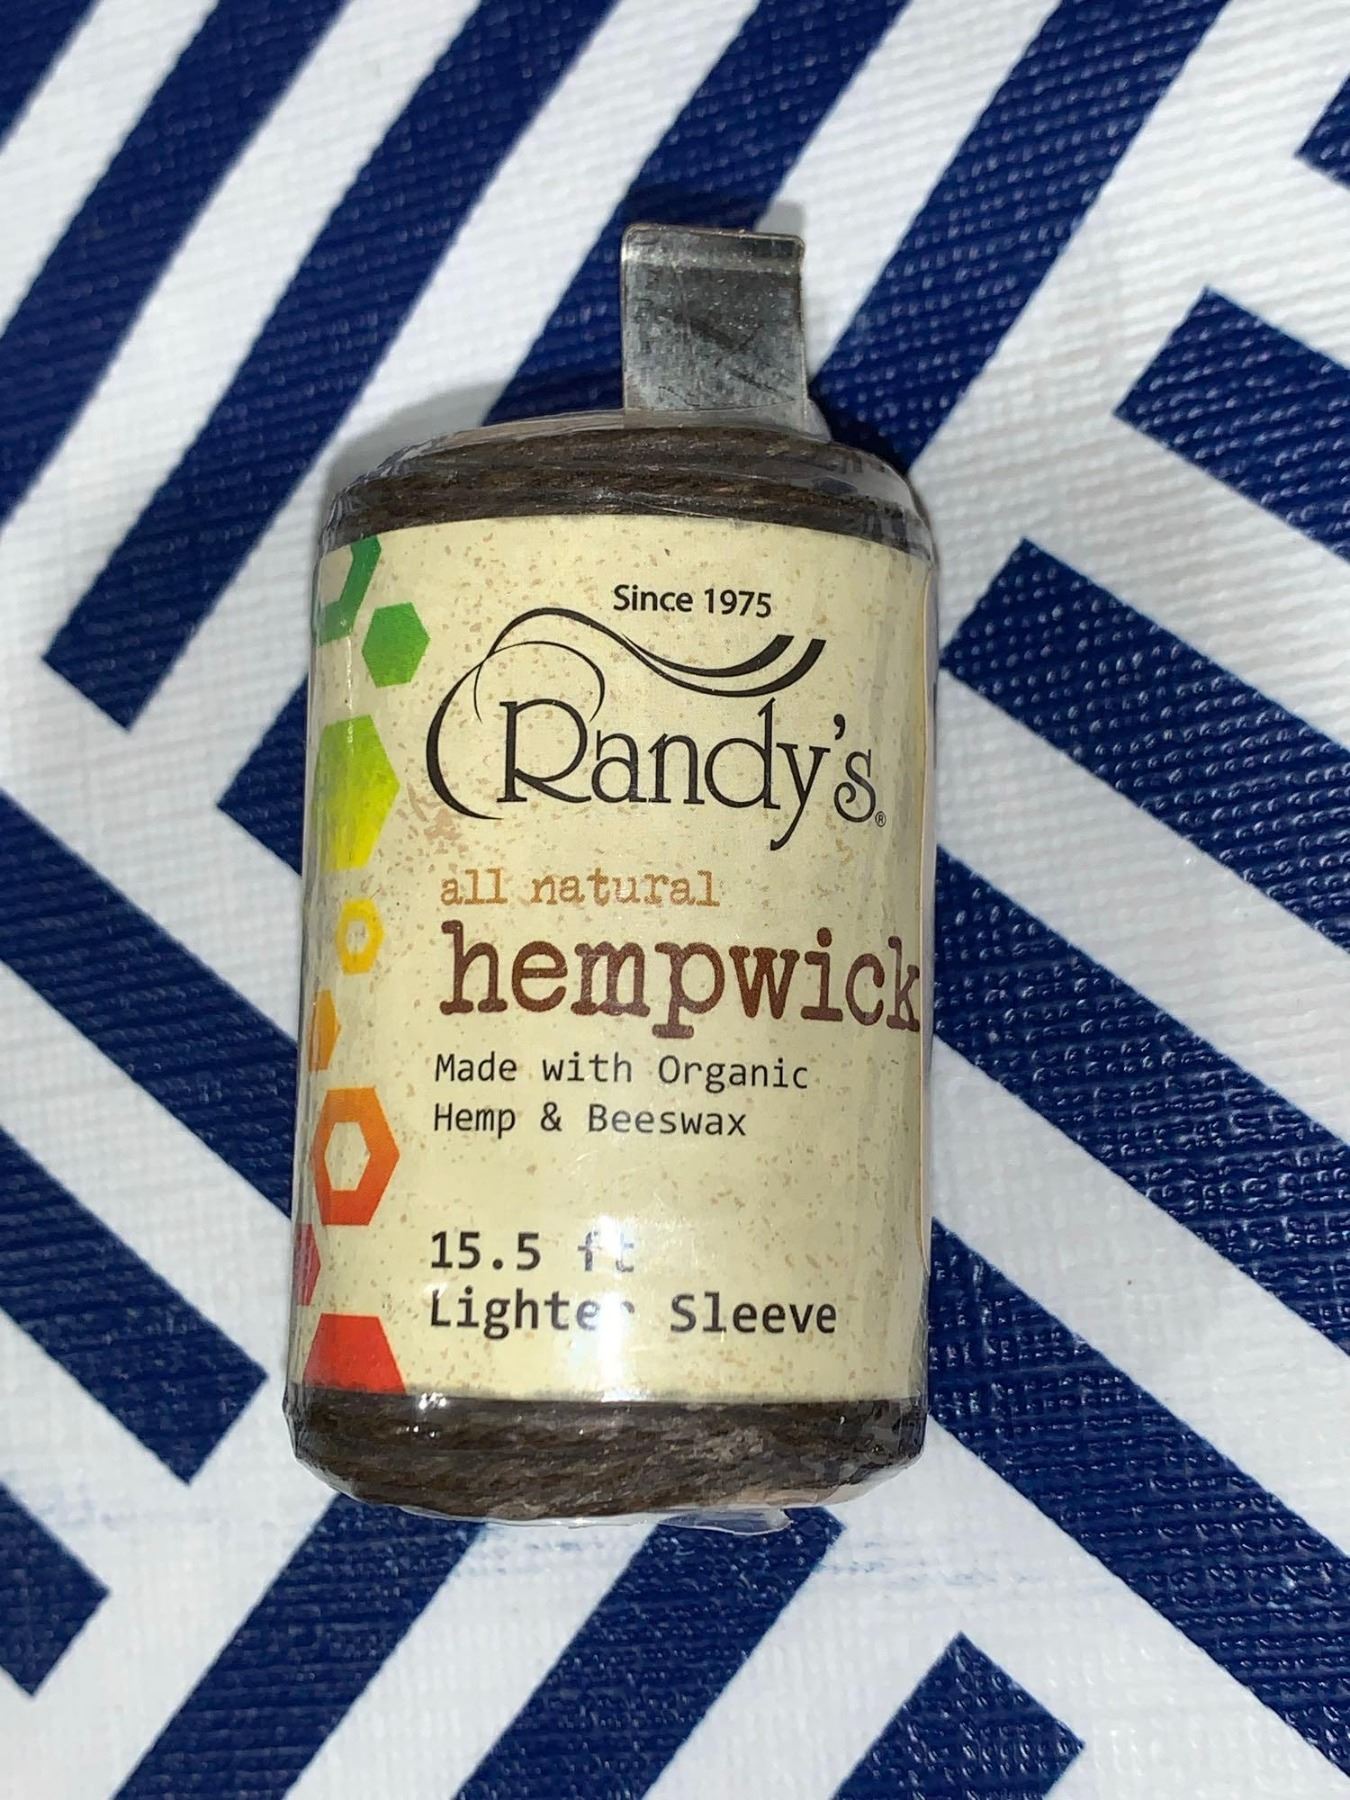 Since 1975
Randy's®
all natural
hempwick
Made with Organic
Hemp & Beeswax
15.5 ft
Lighter Sleeve